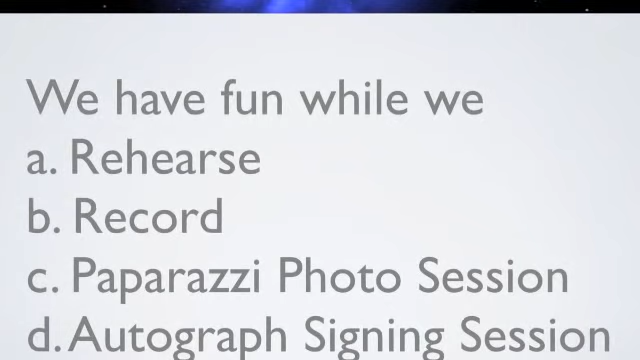 We have fun while we
a. Rehearse
b. Record
c. Paparazzi Photo Session
d. Autograph Signing Session